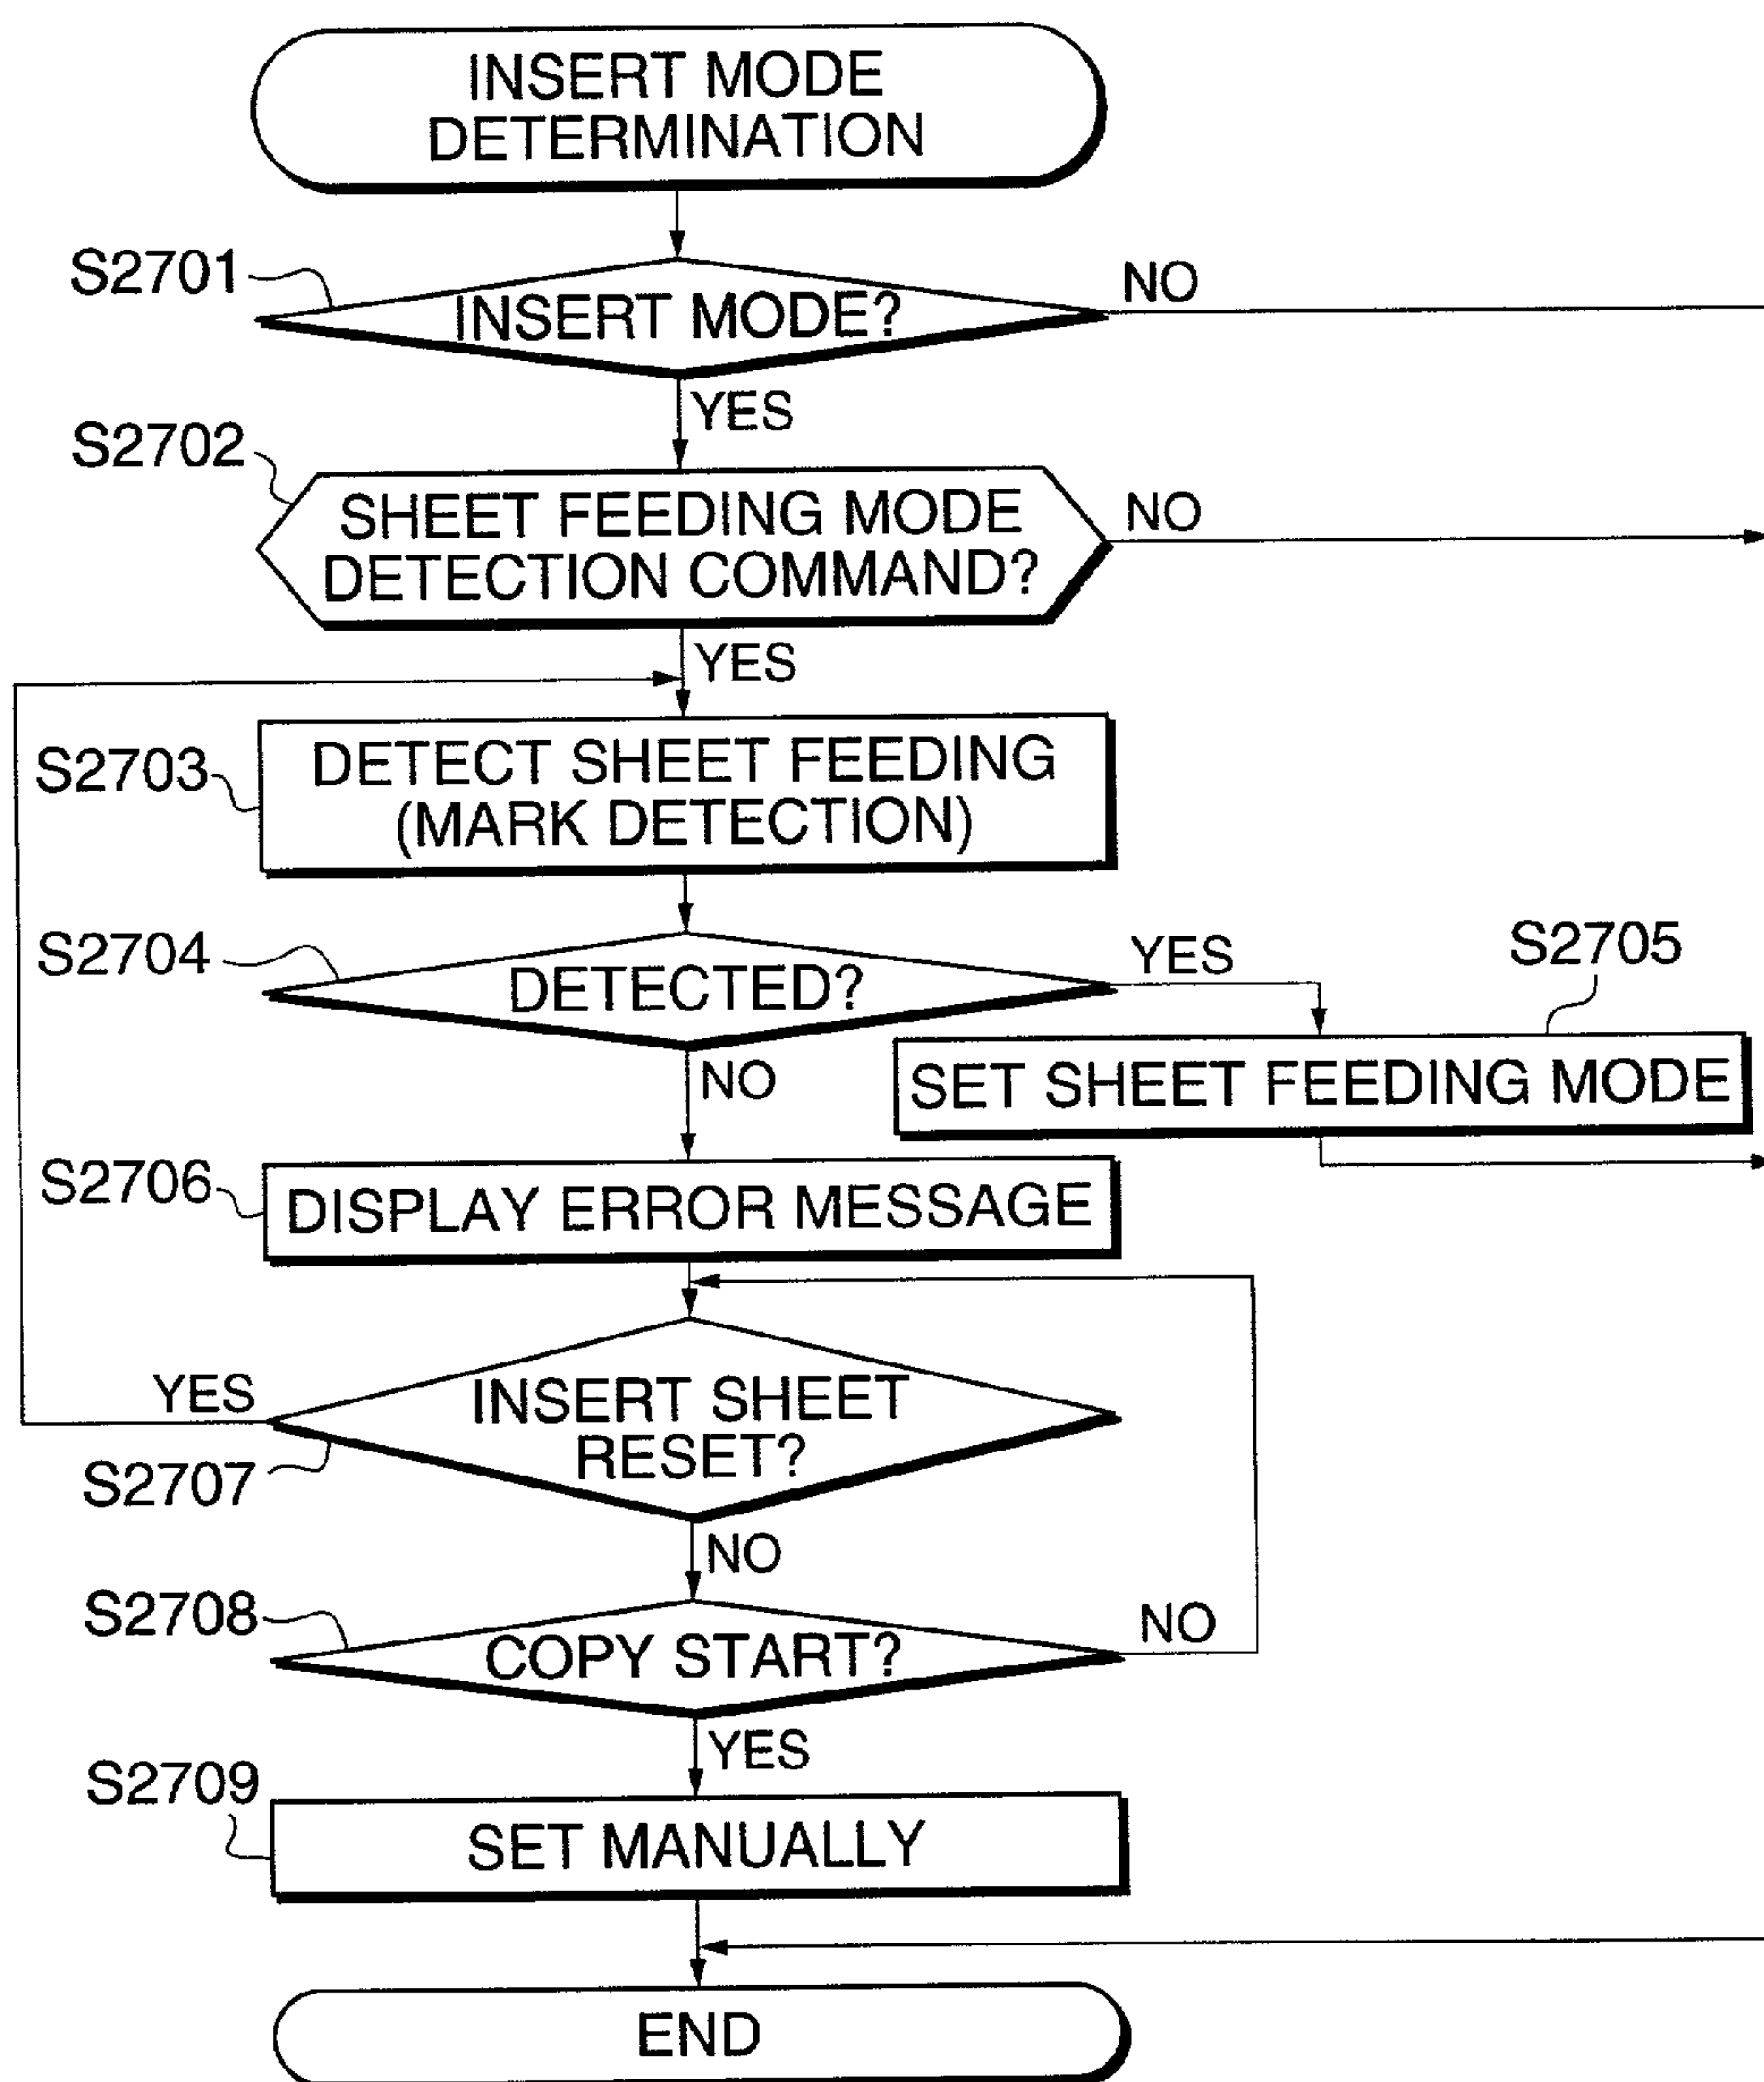 INSERT MODE
DETERMINATION
S2701
INSERT MODE?
NO
YES
S2702
SHEET FEEDING MODE
DETECTION COMMAND?
NO
YES
S2703
DETECT SHEET FEEDING
(MARK DETECTION)
S2704
DETECTED?
YES
S2705
NO
SET SHEET FEEDING MODE
S2706
DISPLAY ERROR MESSAGE
YES
INSERT SHEET
RESET?
S2707
NO
S2708
COPY START?
NO
YES
S2709
SET MANUALLY
END